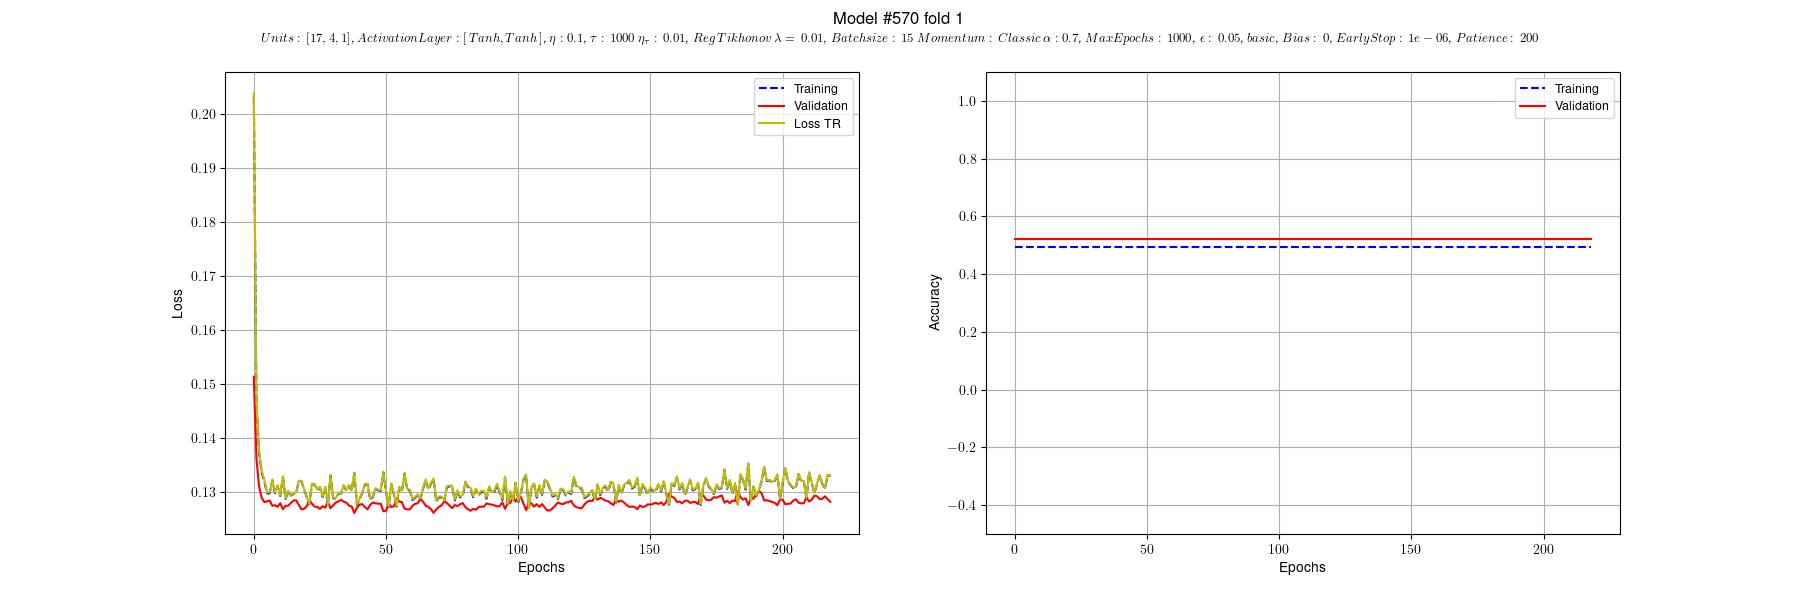 Model #570 fold 1
Units : [17, 4, 1], ActivationLayer : [Tanh, Tanh], η : 0.1, τ : 1000 ητ : 0.01, RegTikhonov λ = 0.01, Batchsize : 15 Momentum : Classic α : 0.7, MaxEpochs : 1000, ϵ : 0.05, basic, Bias : 0, EarlyStop : 1e − 06, Patience : 200
Training
Validation
Loss TR
0.20
0.19
0.18
0.17
0.16
0.15
0.14
0.13
Loss
0
50
100
150
200
Epochs
Training
Validation
1.0
0.8
0.6
0.4
0.2
0.0
−0.2
−0.4
Accuracy
0
50
100
150
200
Epochs